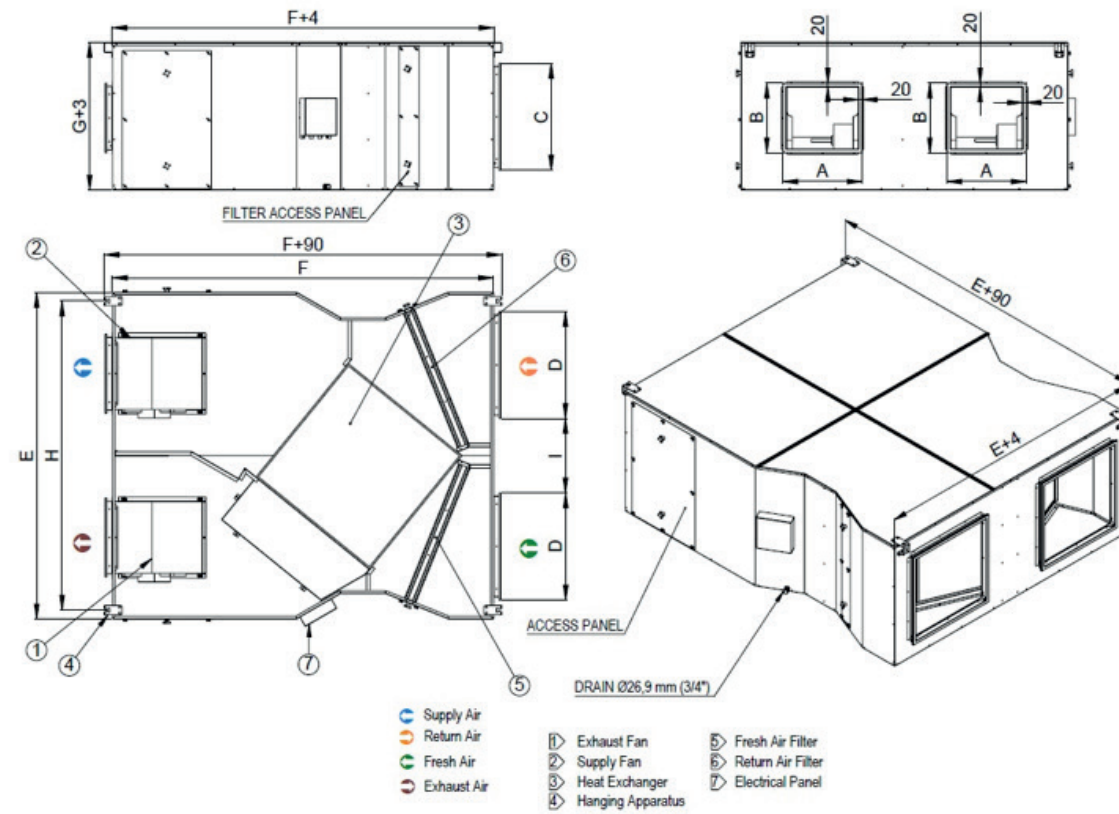 F+4
G+3
C
FILTER ACCESS PANEL
20
20
20
20
B
B
A
A
F+90
F
2
3
6
E
H
D
I
D
1
4
7
5
E+90
E+4
ACCESS PANEL
DRAIN Ø26,9 mm (3/4")
Supply Air
Return Air
Fresh Air
Exhaust Air
1 Exhaust Fan
2 Supply Fan
3 Heat Exchanger
4 Hanging Apparatus
5 Fresh Air Filter
6 Return Air Filter
7 Electrical Panel